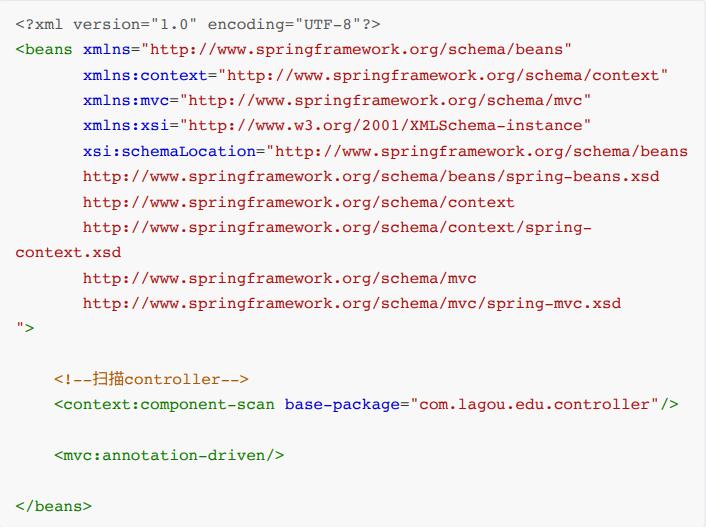 <?xml version="1.0" encoding="UTF-8"?>
<beans xmlns="http://www.springframework.org/schema/beans"
xmlns:context="http://www.springframework.org/schema/context"
xmlns:mvc="http://www.springframework.org/schema/mvc"
xmlns:xsi="http://www.w3.org/2001/XMLSchema-instance"
xsi:schemaLocation="http://www.springframework.org/schema/beans
http://www.springframework.org/schema/beans/spring-beans.xsd
http://www.springframework.org/schema/context
http://www.springframework.org/schema/context/spring-
context.xsd
http://www.springframework.org/schema/mvc
http://www.springframework.org/schema/mvc/spring-mvc.xsd
">
<!--扫描controller-->
<context:component-scan base-package="com.lagou.edu.controller"/>
<mvc:annotation-driven/>
</beans>